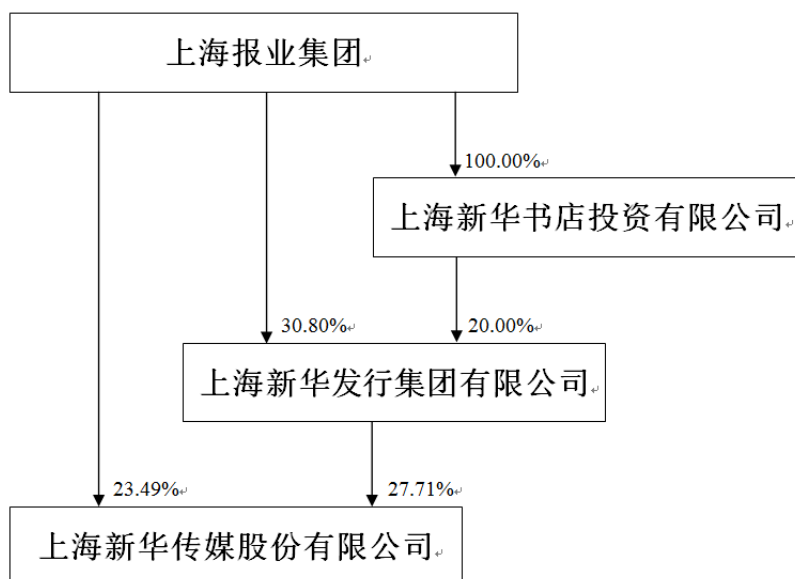 上海报业集团
100.00%
上海新华书店投资有限公司
30.80%
20.00%
上海新华发行集团有限公司
23.49%
27.71%
上海新华传媒股份有限公司